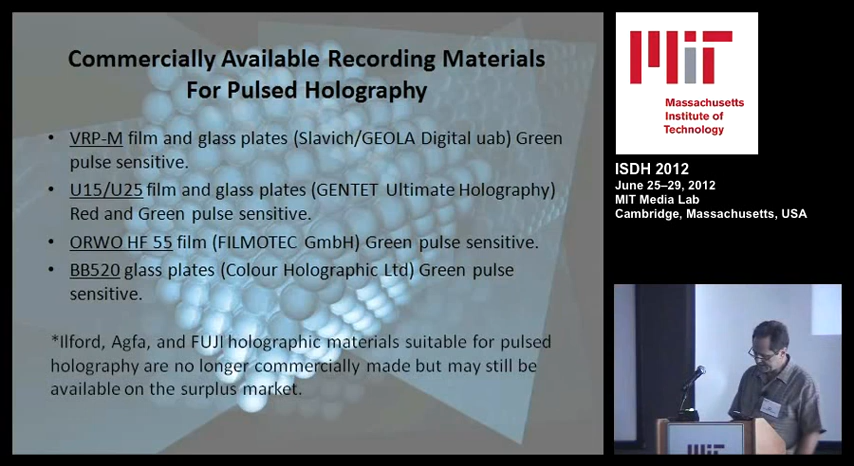 Commercially Available Recording Materials
For Pulsed Holography
• VRP-M film and glass plates (Slavich/GEOLA Digital uab) Green
pulse sensitive.
• U15/U25 film and glass plates (GENTET Ultimate Holography)
Red and Green pulse sensitive.
• ORWO HF 55 film (FILMOTEC GmbH) Green pulse sensitive.
• BB520 glass plates (Colour Holographic Ltd) Green pulse
sensitive.
*Ilford, Agfa, and FUJI holographic materials suitable for pulsed
holography are no longer commercially made but may still be
available on the surplus market.
MIT
Massachusetts
Institute of
Technology
ISDH 2012
June 25–29, 2012
MIT Media Lab
Cambridge, Massachusetts, USA
MIT